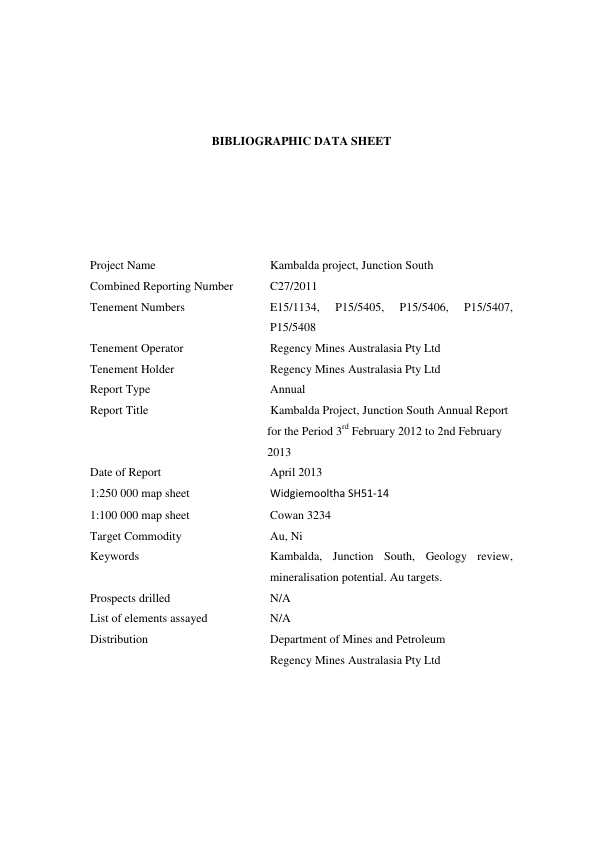 BIBLIOGRAPHIC DATA SHEET
Project Name Kambalda project, Junction South
Combined Reporting Number C27/2011
Tenement Numbers E15/1134, P15/5405, P15/5406, P15/5407,
P15/5408
Tenement Operator Regency Mines Australasia Pty Ltd
Tenement Holder Regency Mines Australasia Pty Ltd
Report Type Annual
Report Title Kambalda Project, Junction South Annual Report
for the Period 3rd February 2012 to 2nd February
2013
Date of Report April 2013
1:250 000 map sheet Widgiemooltha SH51-14
1:100 000 map sheet Cowan 3234
Target Commodity Au, Ni
Keywords Kambalda, Junction South, Geology review,
mineralisation potential. Au targets.
Prospects drilled N/A
List of elements assayed N/A
Distribution Department of Mines and Petroleum
Regency Mines Australasia Pty Ltd